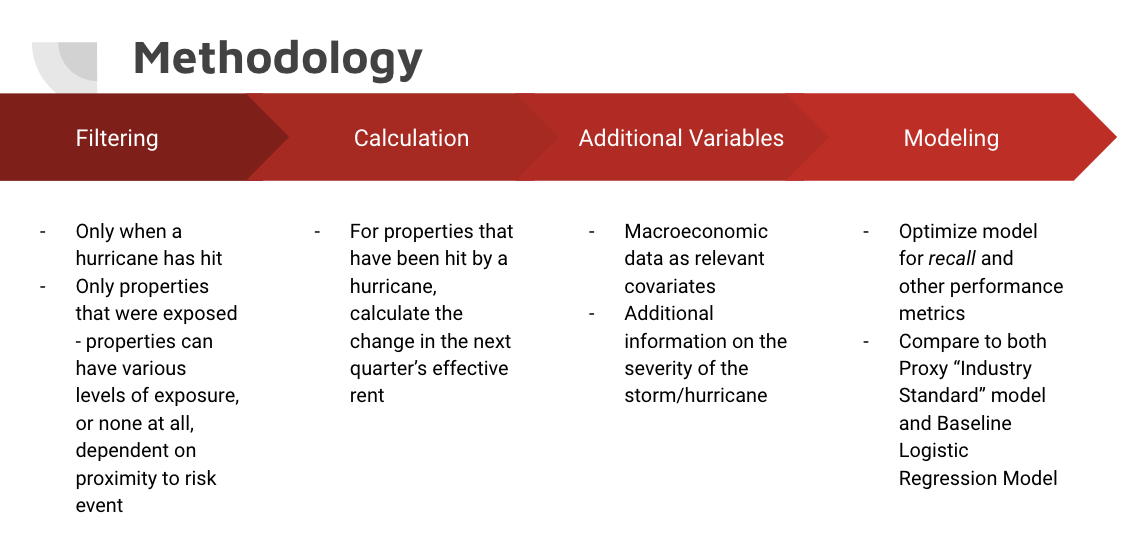 Methodology
Filtering
Calculation
Additional Variables
Modeling
- Only when a
hurricane has hit
- Only properties
that were exposed
- properties can
have various
levels of exposure,
or none at all,
dependent on
proximity to risk
event
- For properties that
have been hit by a
hurricane,
calculate the
change in the next
quarter’s effective
rent
- Macroeconomic
data as relevant
covariates
- Additional
information on the
severity of the
storm/hurricane
- Optimize model
for recall and
other performance
metrics
- Compare to both
Proxy “Industry
Standard” model
and Baseline
Logistic
Regression Model